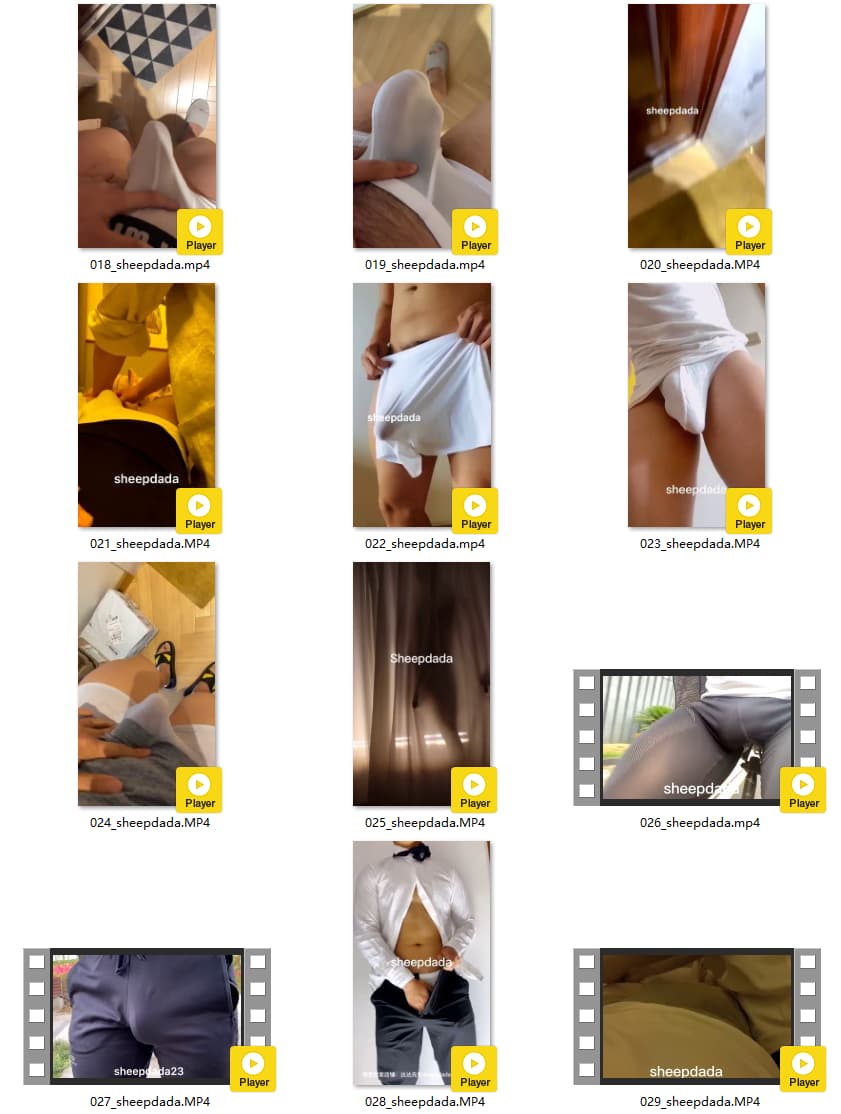 Player
Player
sheepdada
Player
018_sheepdada.mp4
019_sheepdada.mp4
020_sheepdada.MP4
sheepdada
Player
sheepdada
Player
sheepdada
Player
021_sheepdada.MP4
022_sheepdada.mp4
023_sheepdada.MP4
Player
Sheepdada
Player
sheepdada
Player
024_sheepdada.MP4
025_sheepdada.MP4
026_sheepdada.mp4
sheepdada23
Player
sheepdada
Player
sheepdada
Player
027_sheepdada.MP4
028_sheepdada.MP4
029_sheepdada.MP4